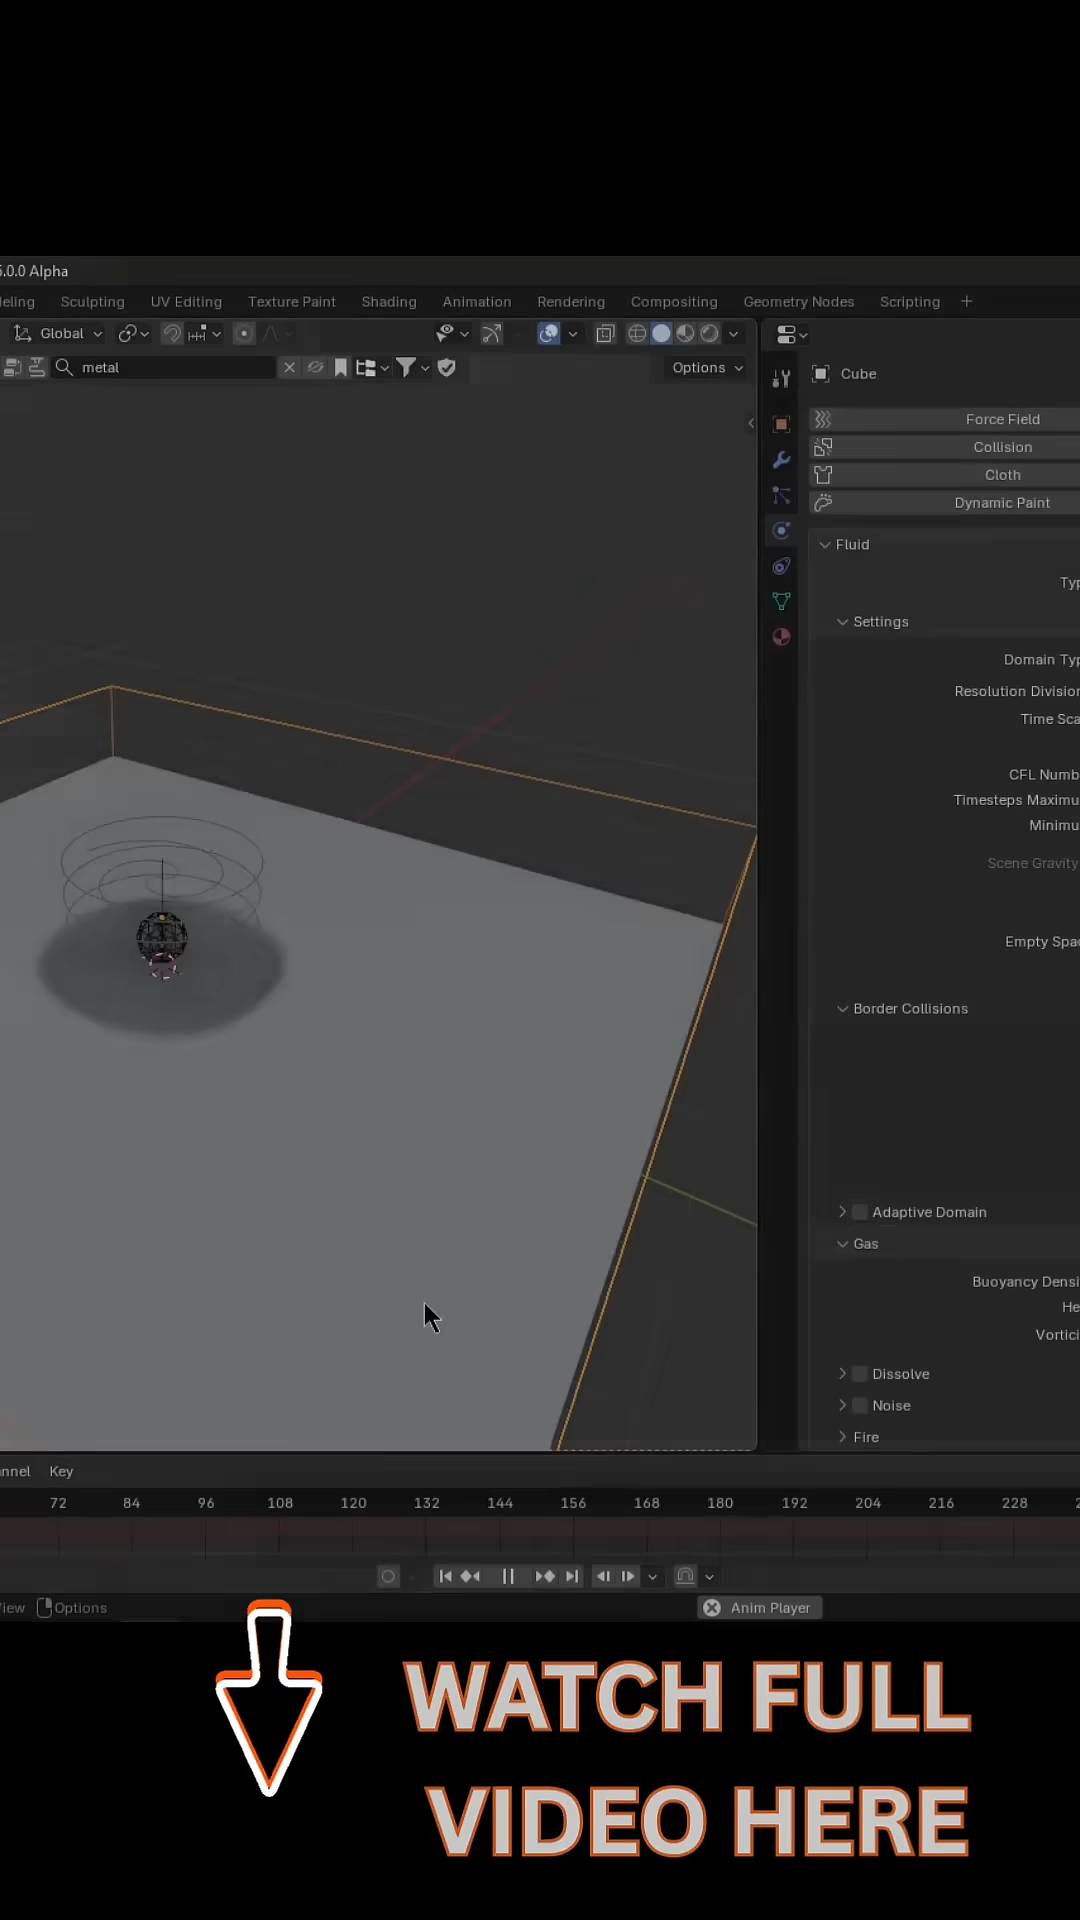 5.0.0 Alpha
eling Sculpting UV Editing Texture Paint Shading Animation Rendering Compositing Geometry Nodes Scripting +
Global
metal
Options
Cube
Force Field
Collision
Cloth
Dynamic Paint
Fluid
Typ
Settings
Domain Typ
Resolution Division
Time Sca
CFL Numb
Timesteps Maximu
Minimu
Scene Gravity
Empty Spac
Border Collisions
Adaptive Domain
Gas
Buoyancy Densi
He
Vortici
Dissolve
Noise
Fire
nnel Key
72 84 96 108 120 132 144 156 168 180 192 204 216 228 2
iew Options
Anim Player
WATCH FULL
VIDEO HERE